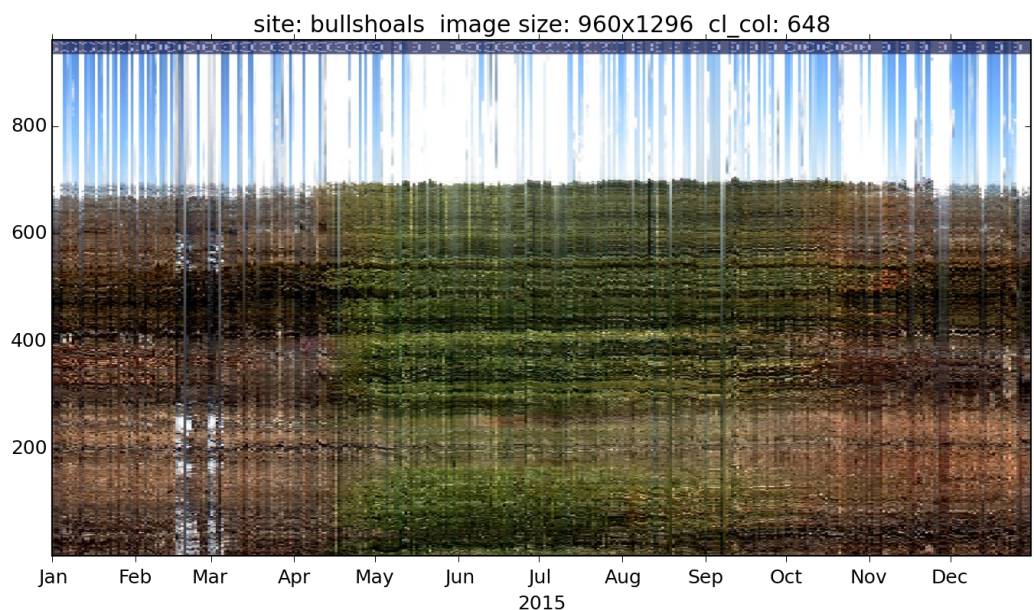 site: bullshoals  image size: 960x1296  cl_col: 648
800
600
400
200
Jan Feb Mar Apr May Jun Jul Aug Sep Oct Nov Dec
2015